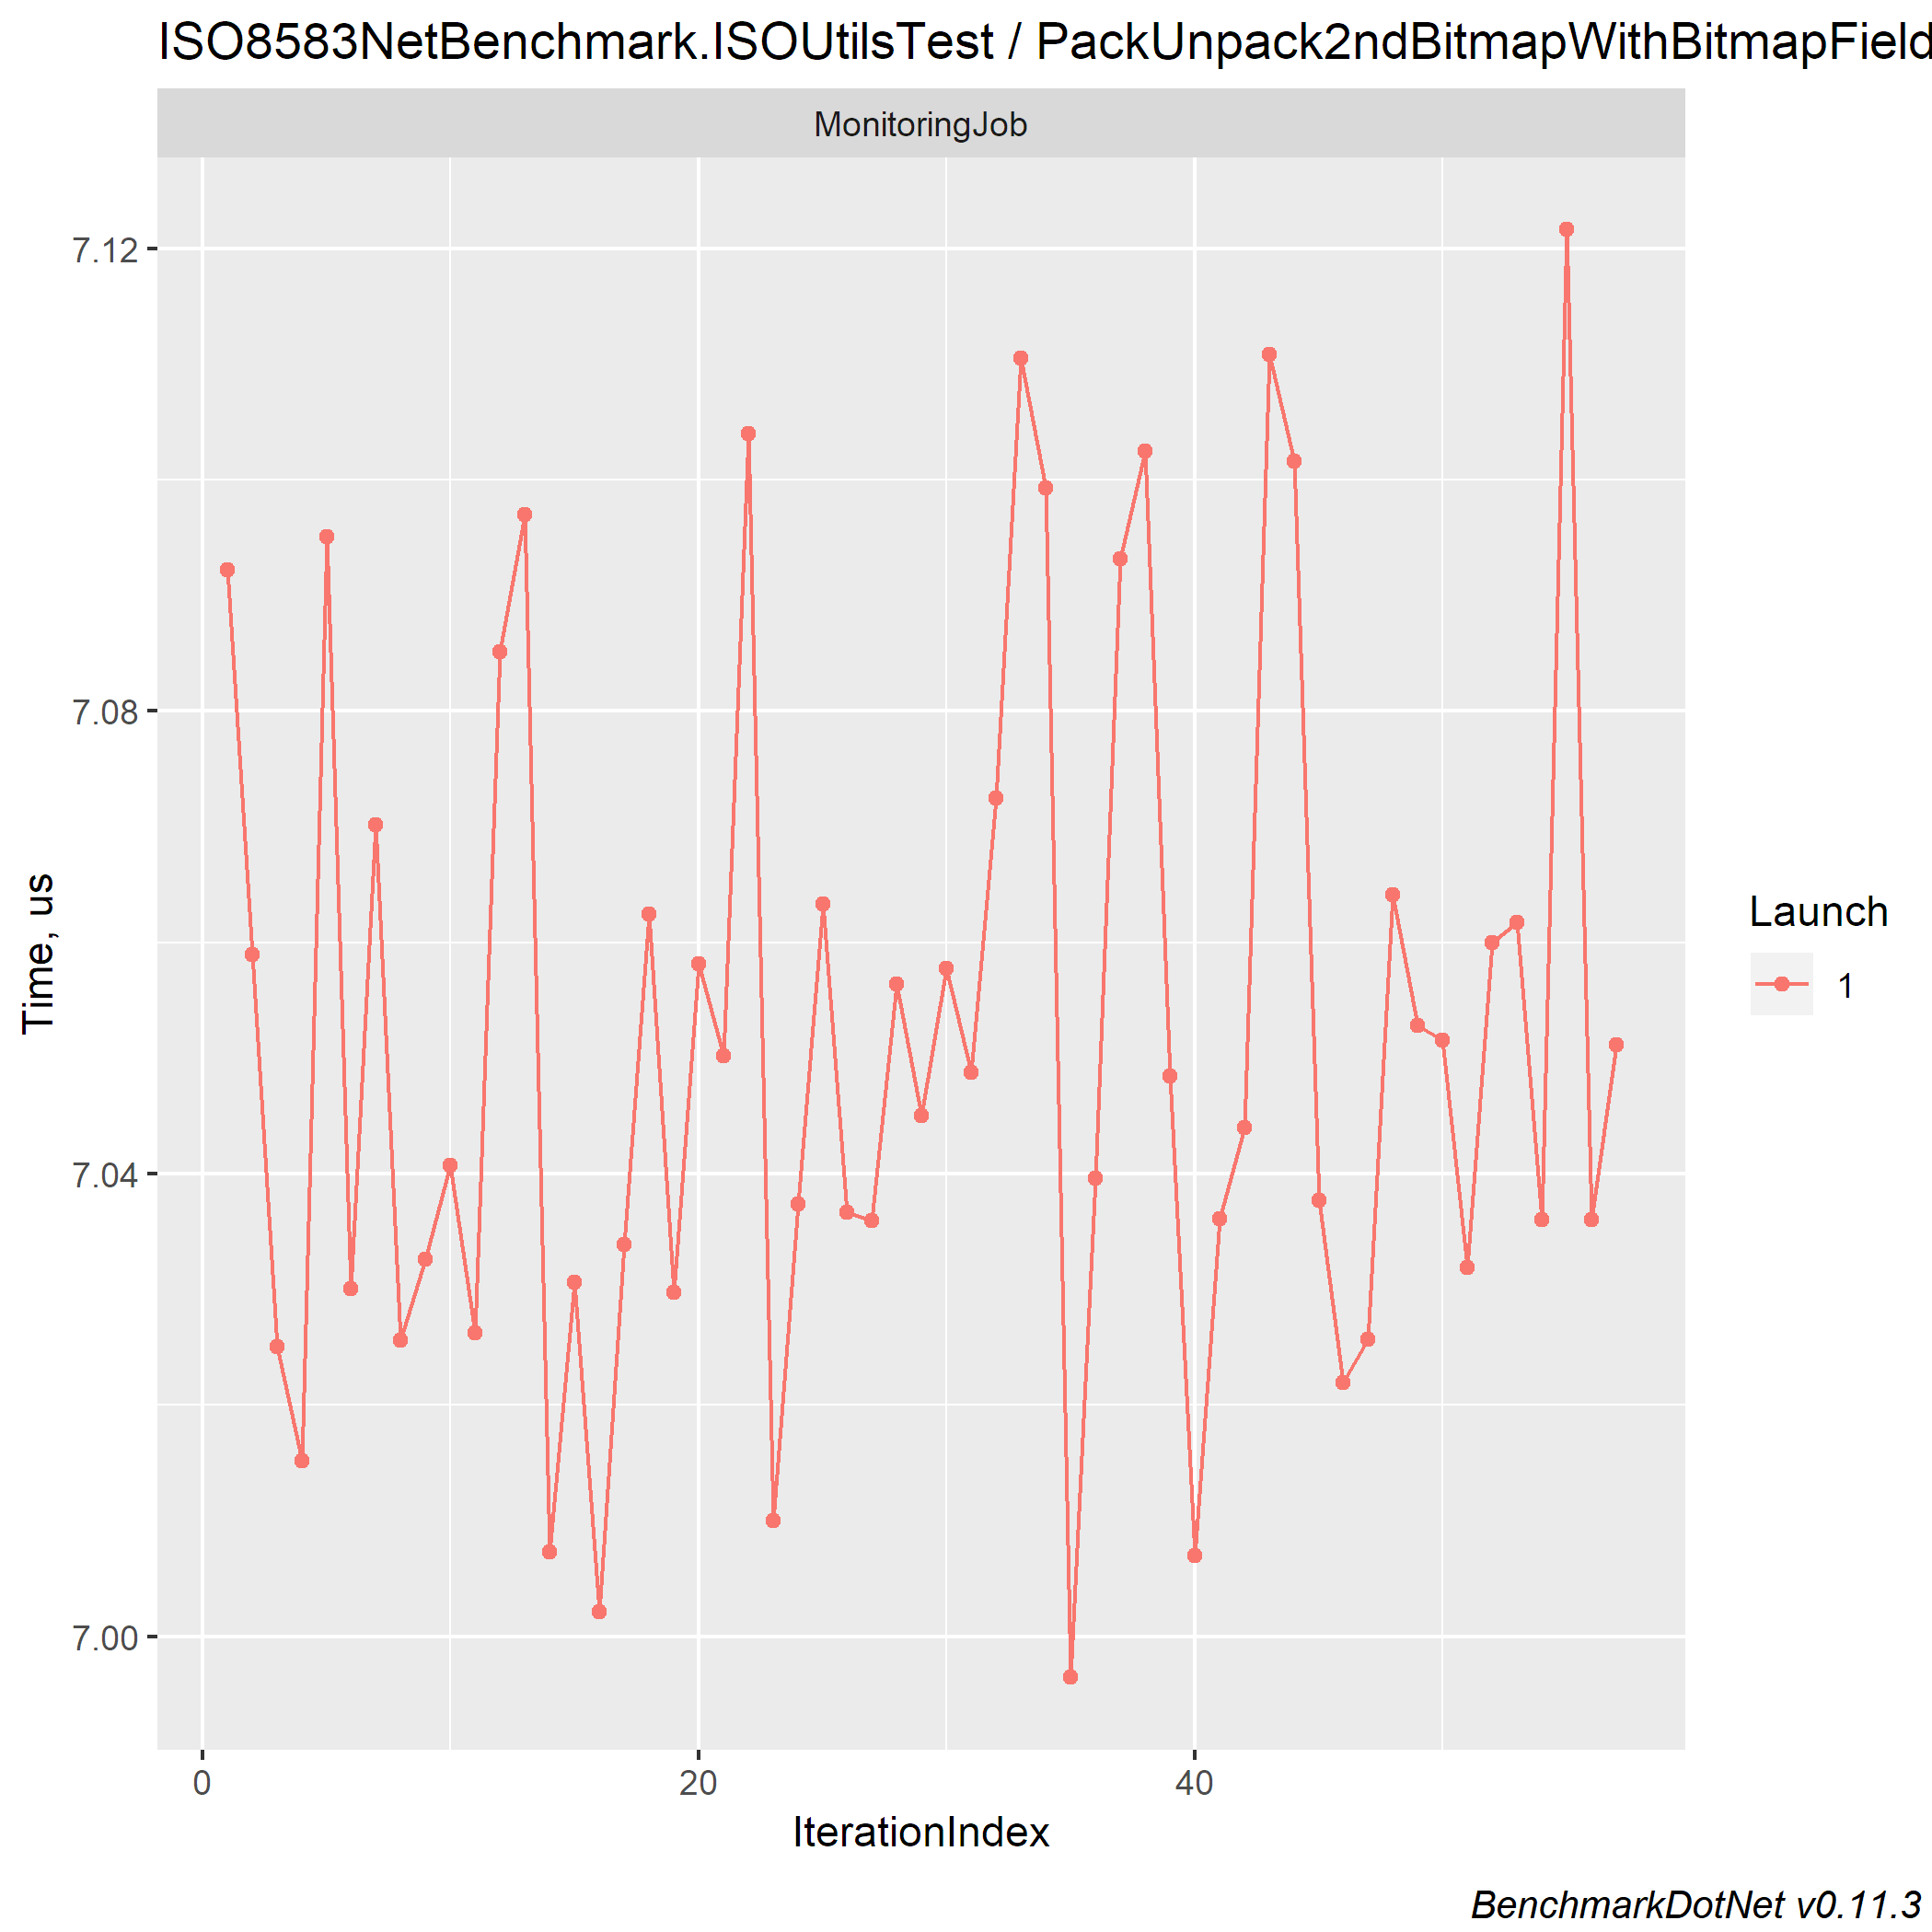 ISO8583NetBenchmark.ISOUtilsTest / PackUnpack2ndBitmapWithBitmapField
MonitoringJob
7.12
7.08
7.04
7.00
Time, us
0 20 40
IterationIndex
Launch
1
BenchmarkDotNet v0.11.3